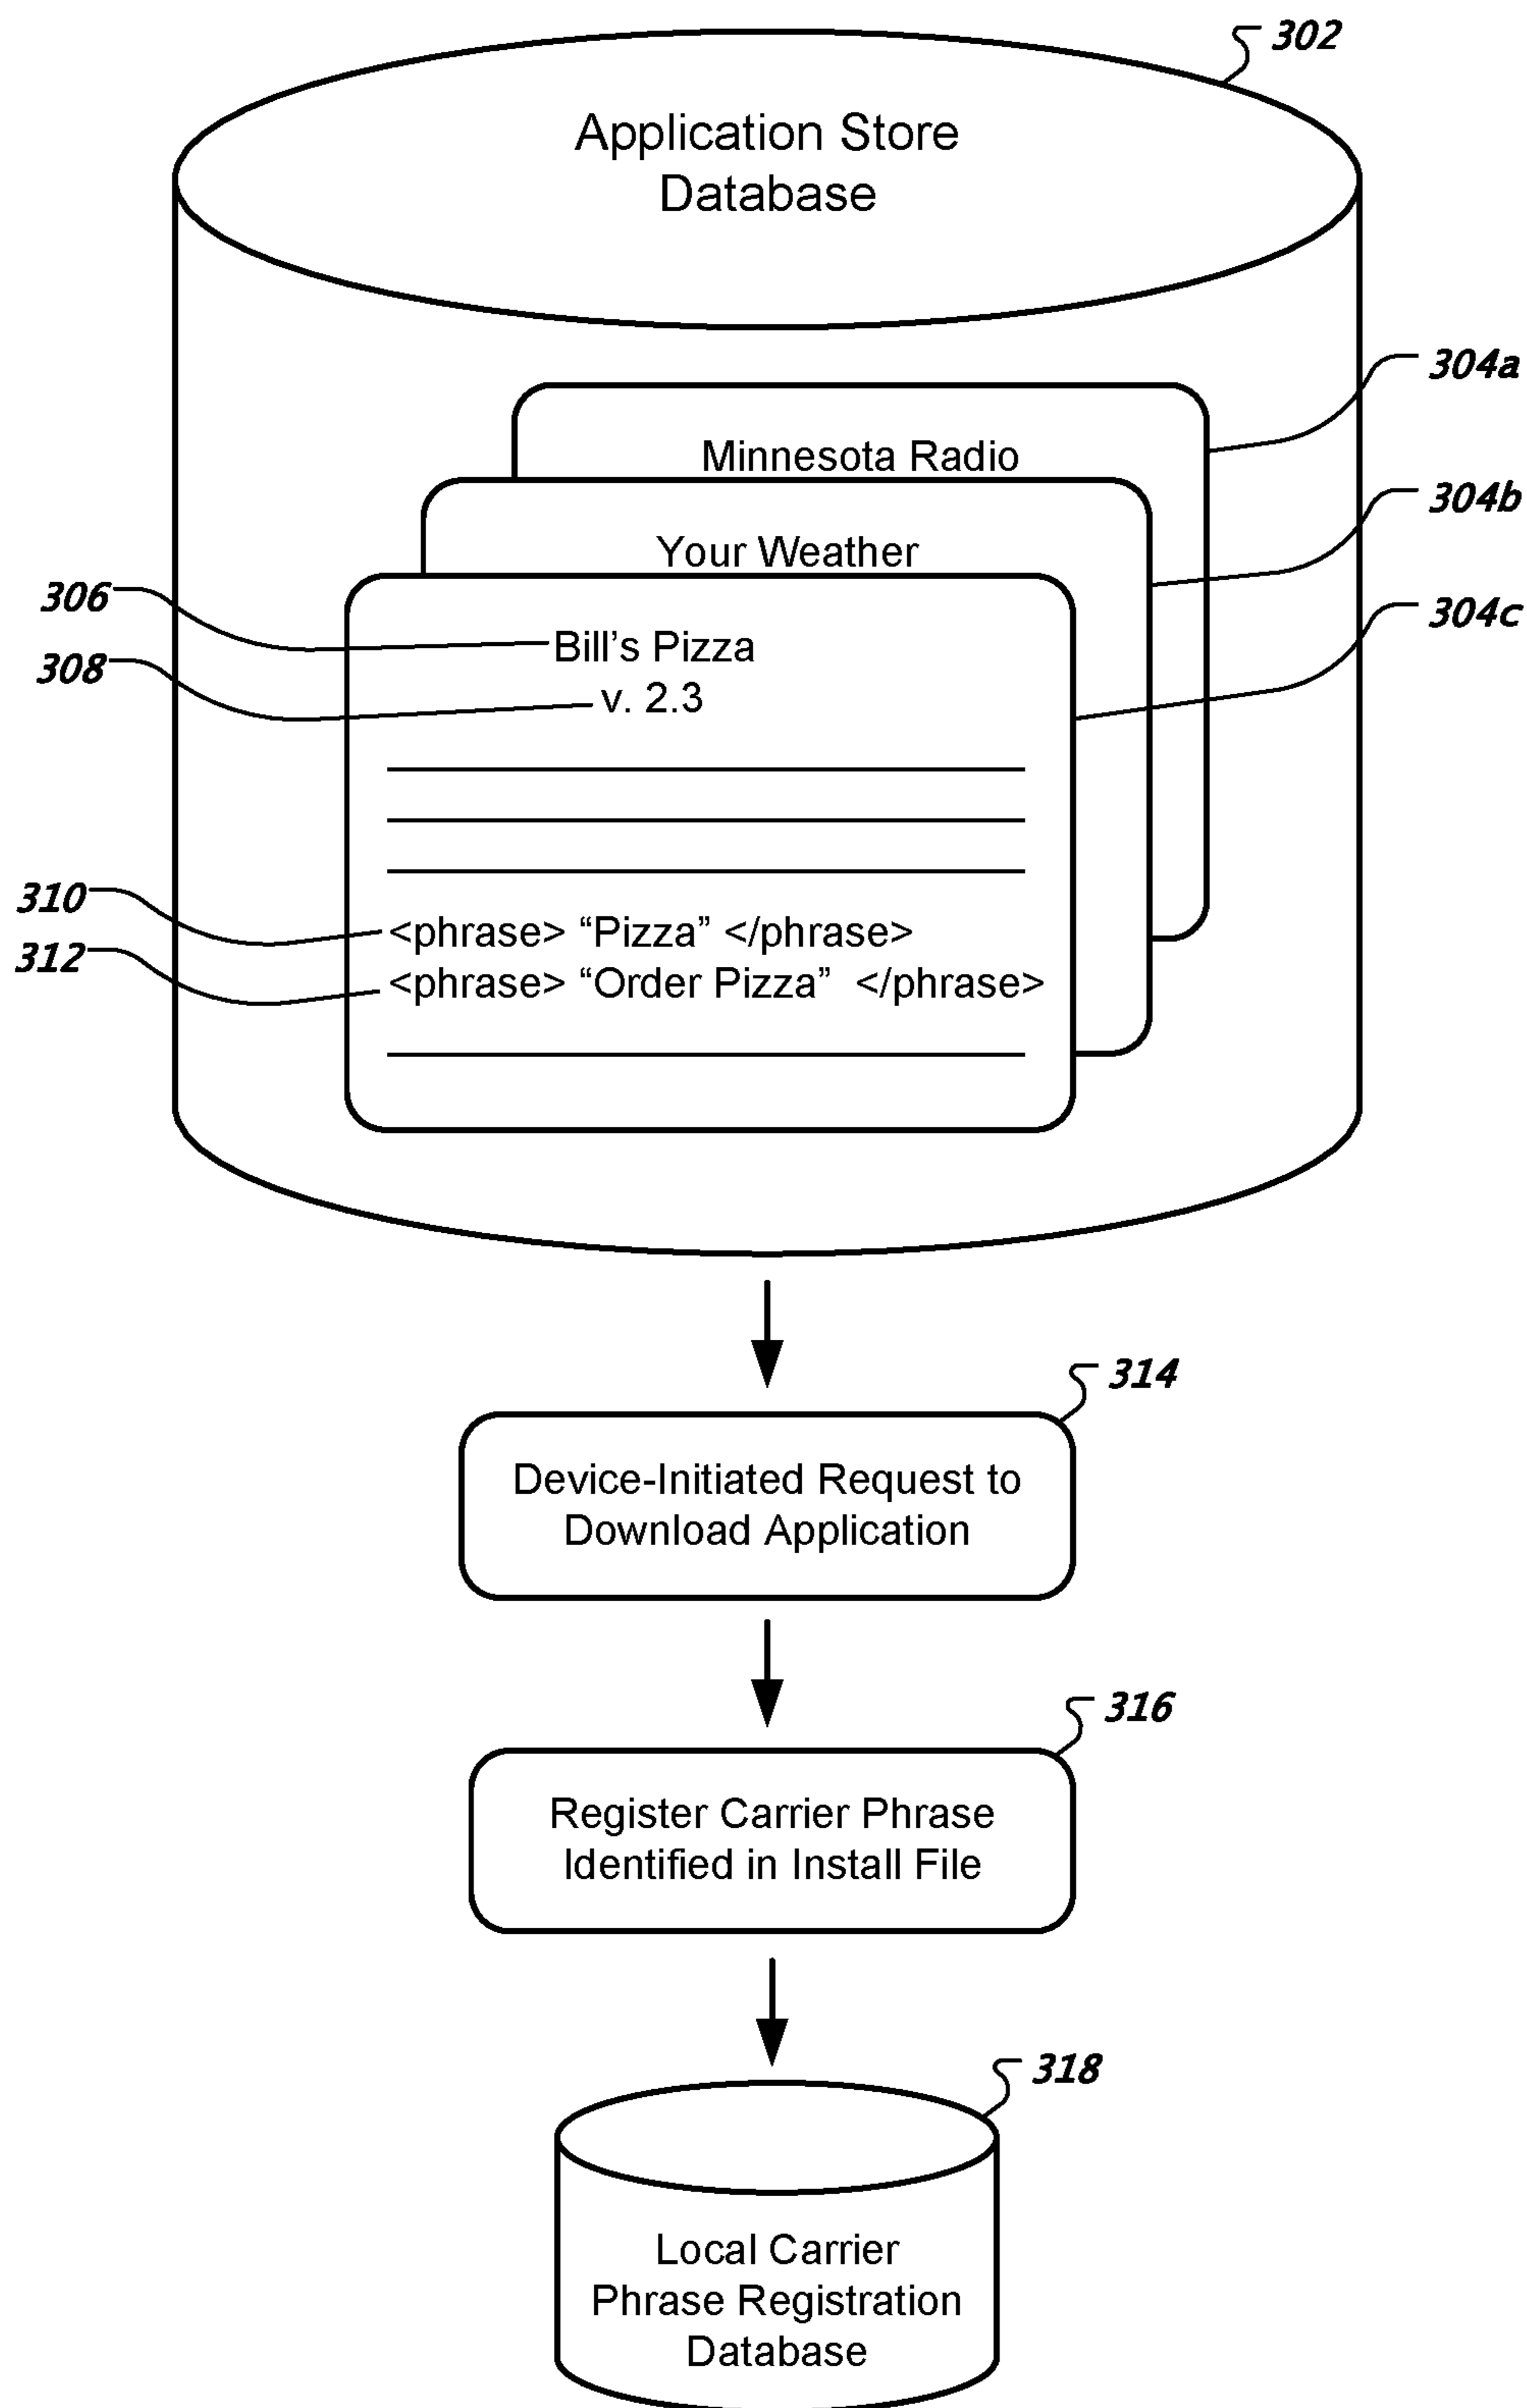 302
Application Store
Database
304a
Minnesota Radio
304b
Your Weather
306
304c
Bill's Pizza
308
v. 2.3
310
<phrase> “Pizza” </phrase>
312
<phrase> “Order Pizza” </phrase>
314
Device-Initiated Request to
Download Application
316
Register Carrier Phrase
Identified in Install File
318
Local Carrier
Phrase Registration
Database